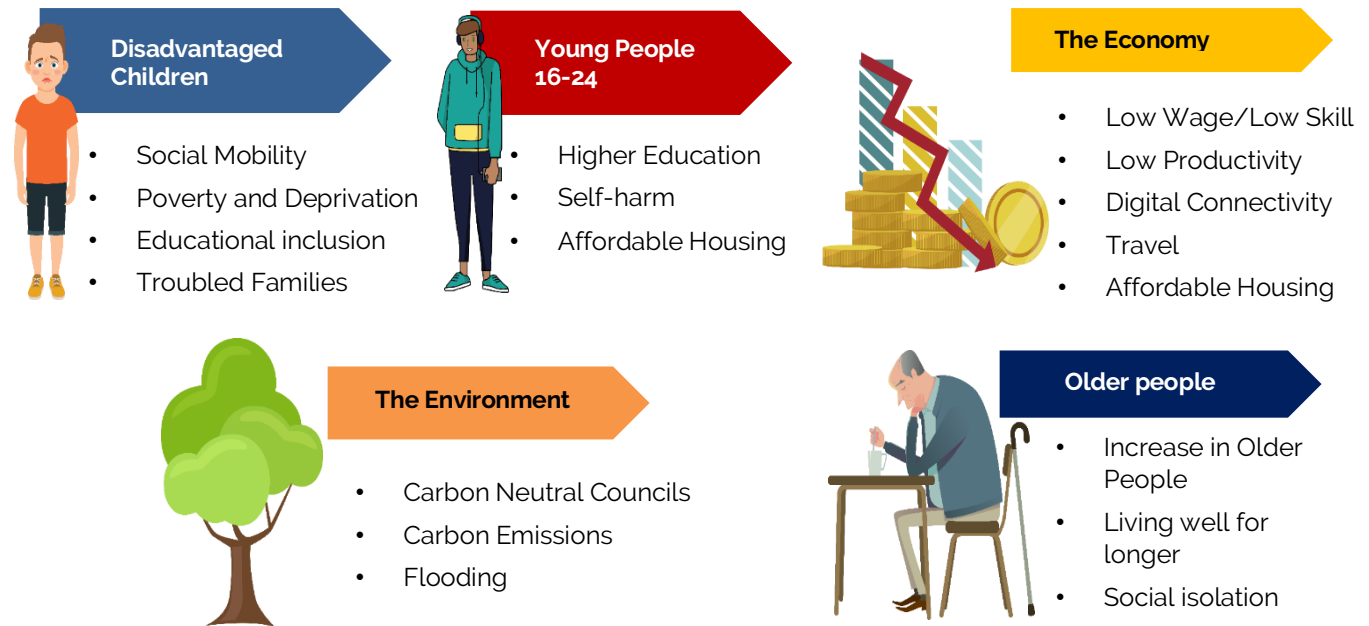 Disadvantaged
Children
• Social Mobility
• Poverty and Deprivation
• Educational inclusion
• Troubled Families
Young People
16-24
• Higher Education
• Self-harm
• Affordable Housing
The Economy
• Low Wage/Low Skill
• Low Productivity
• Digital Connectivity
• Travel
• Affordable Housing
The Environment
• Carbon Neutral Councils
• Carbon Emissions
• Flooding
Older people
• Increase in Older
People
• Living well for
longer
• Social isolation